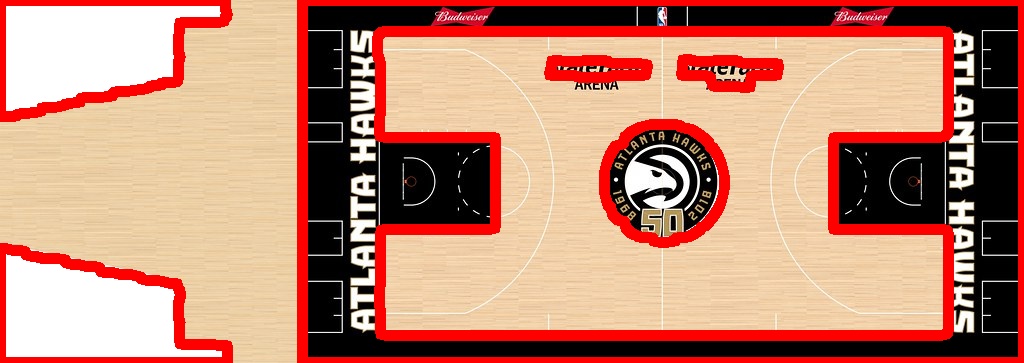 Budweiser
Budweiser
ATLANTA HAWKS
ARENA
ATLANTA HAWKS
1968
50
2018
ATLANTA HAWKS